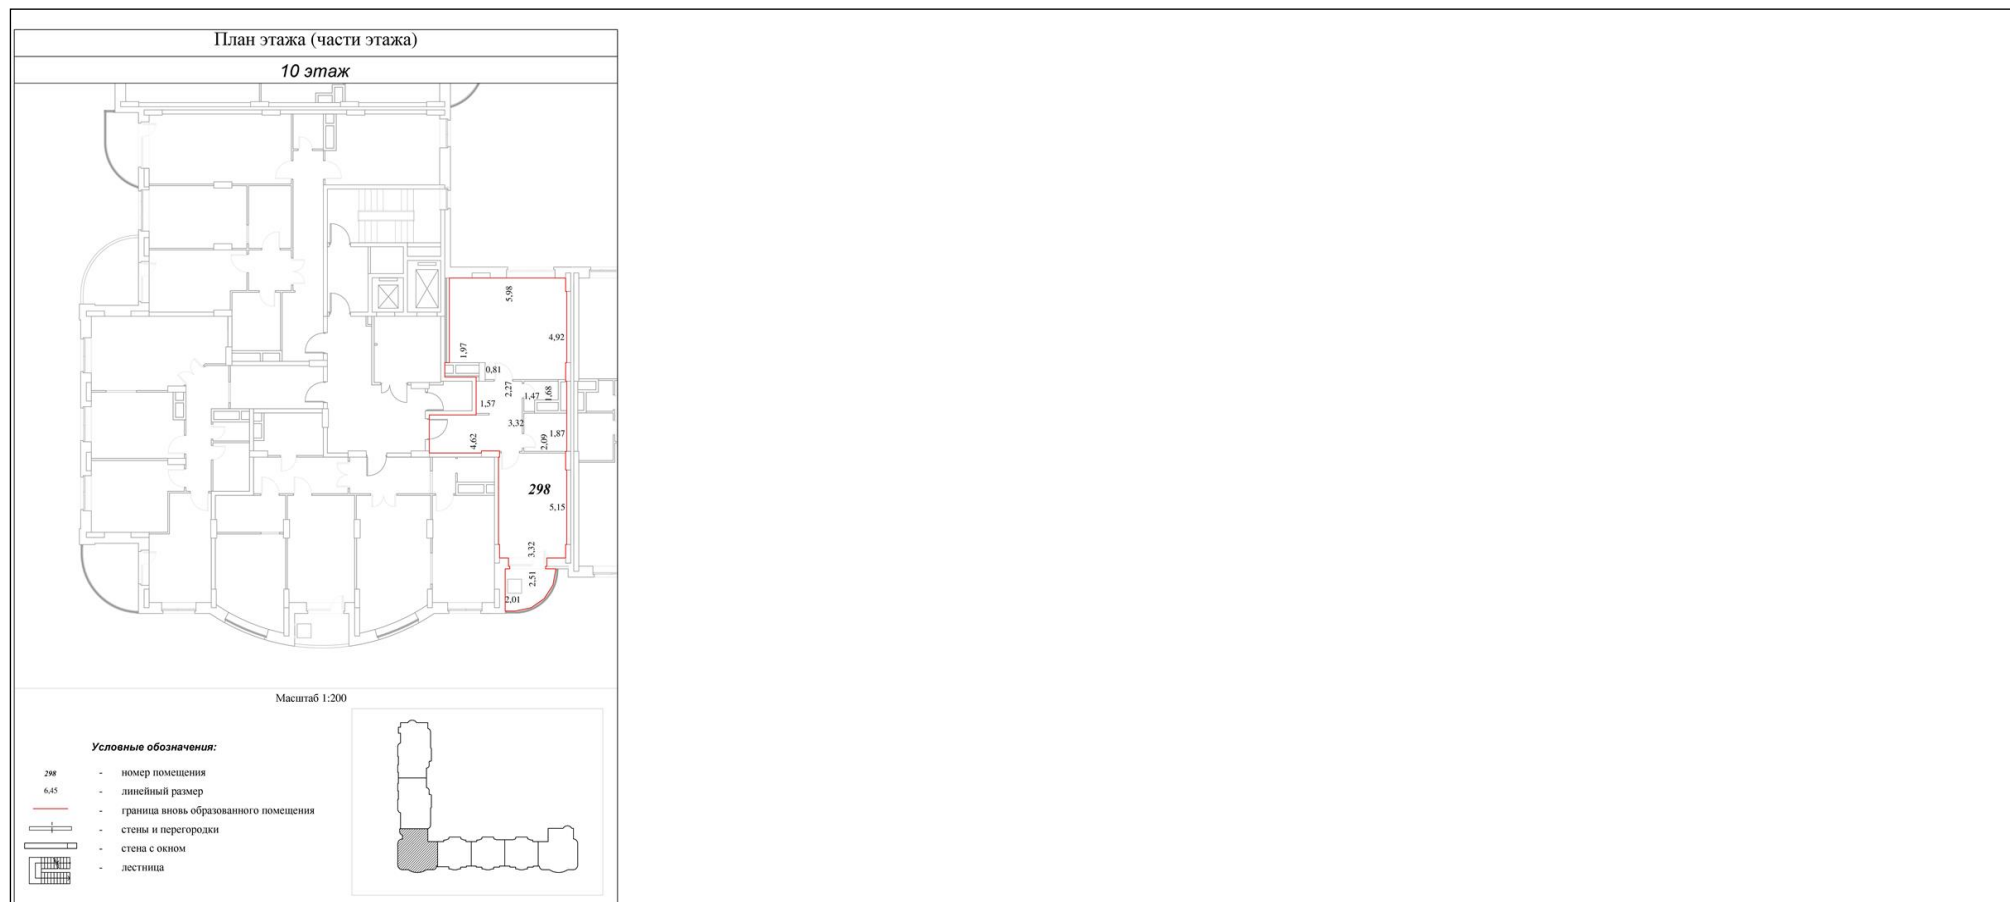 План этажа (части этажа)
10 этаж
5,98
4,92
1,97
0,81
2,27
1,47
1,68
1,57
3,32
1,87
2,09
4,62
298
5,15
3,32
2,51
2,01
Масштаб 1:200
Условные обозначения:
298 - номер помещения
6,45 - линейный размер
- граница вновь образованного помещения
- стены и перегородки
- стена с окном
- лестница